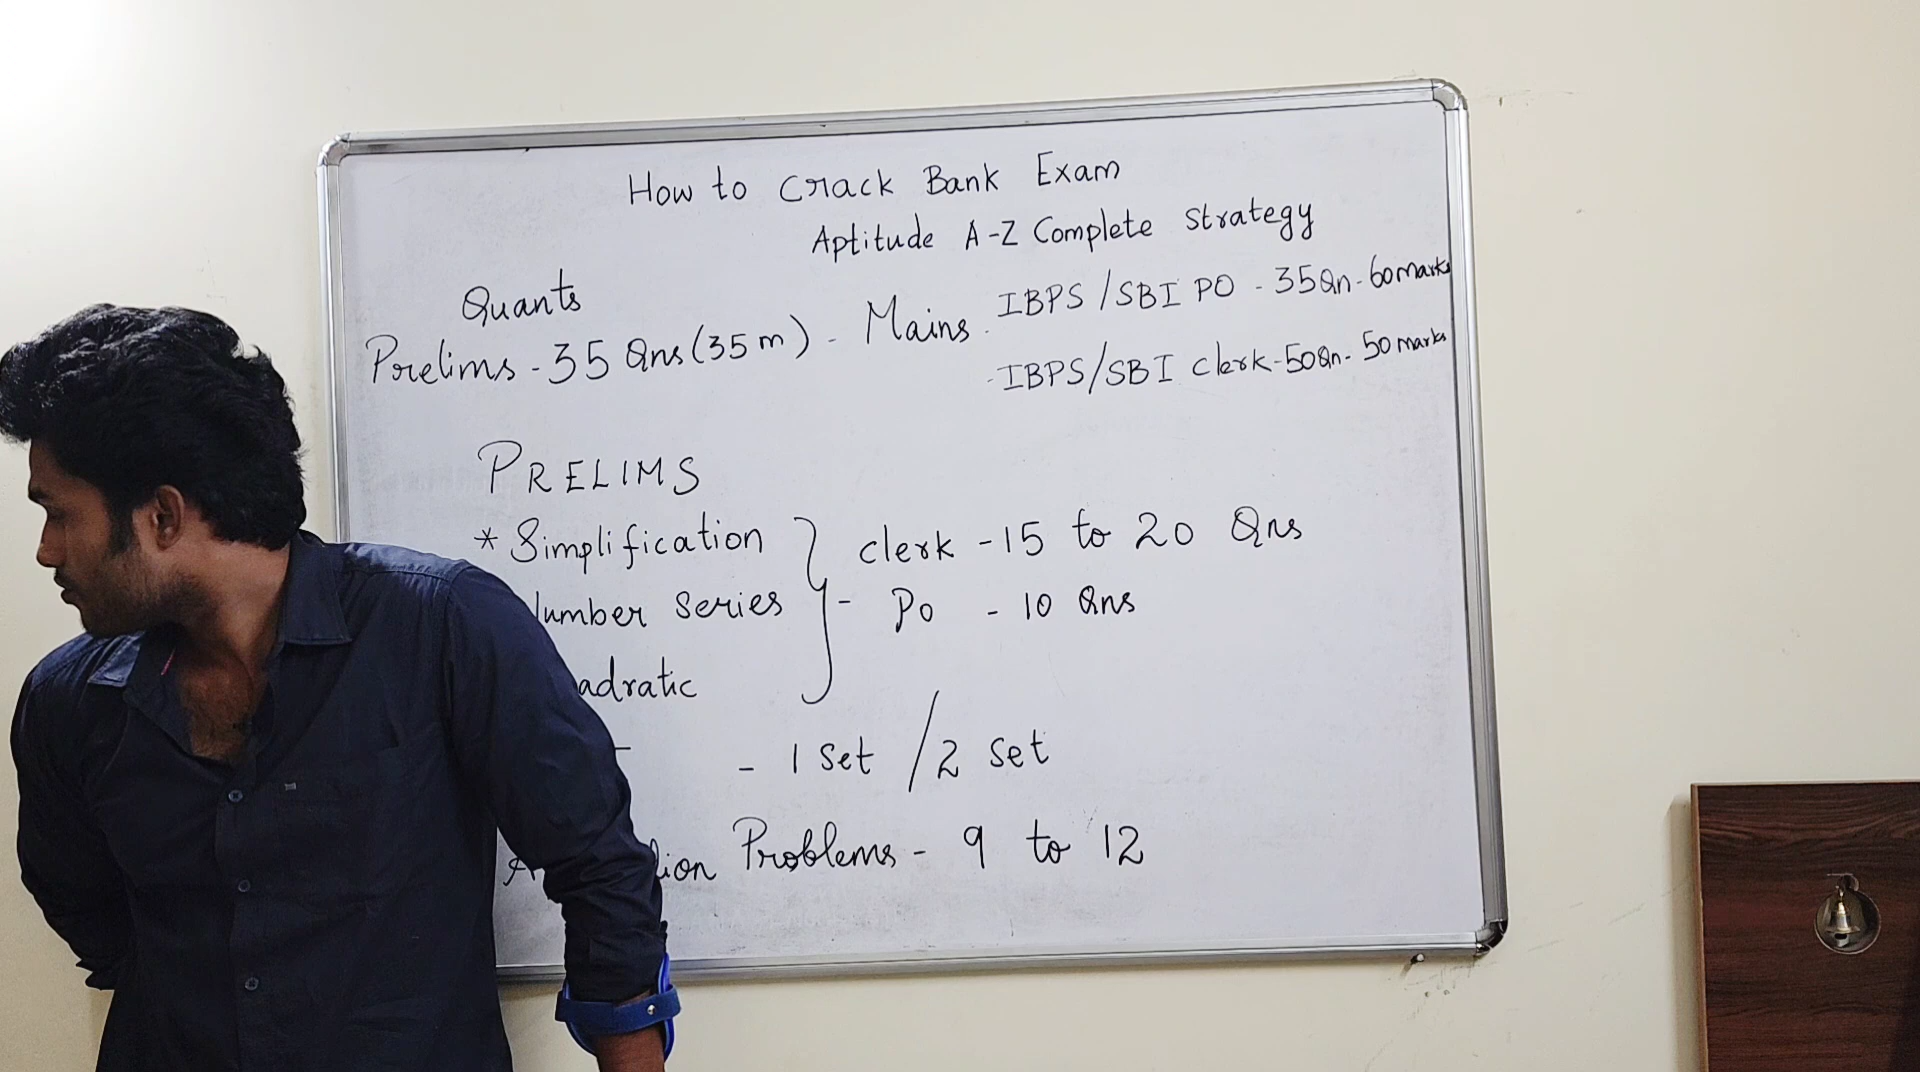 How to Crack Bank Exam
Aptitude A-Z Complete Strategy
Quants
Prelims - 35 Qns (35 m) - Mains - IBPS / SBI PO - 35 Qn - 60 marks
- IBPS/SBI Clerk - 50 Qn - 50 marks
PRELIMS
* Simplification
clerk - 15 to 20 Qns
Series - PO - 10 Qns
- 1 Set / 2 Set
Problems - 9 to 12